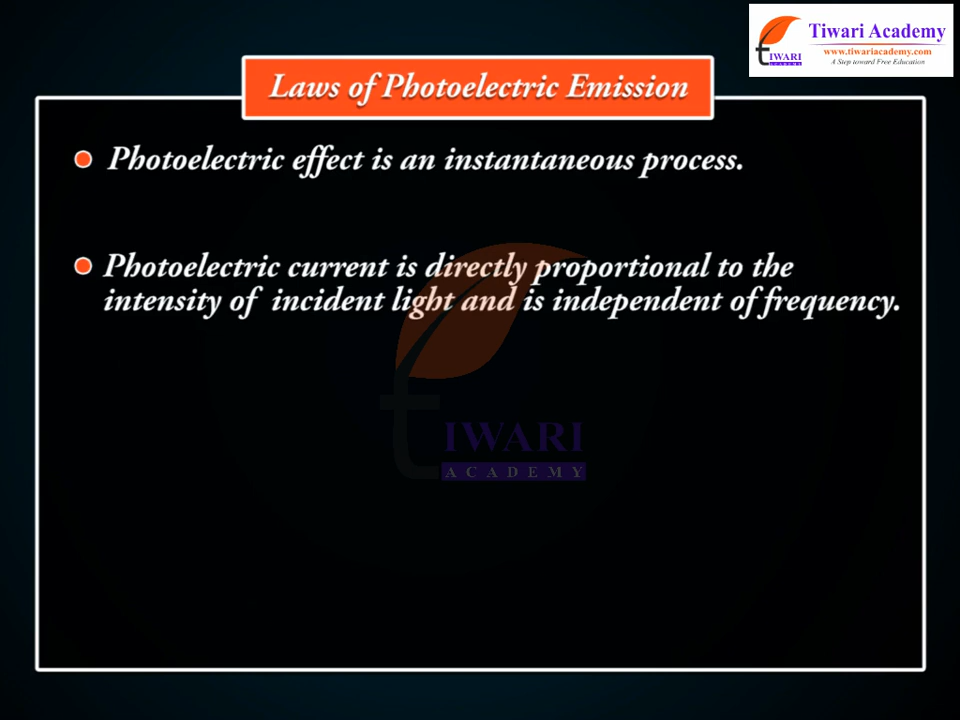 Tiwari Academy
www.tiwariacademy.com
A Step toward Free Education
tIWARI
ACADEMY
Laws of Photoelectric Emission
Photoelectric effect is an instantaneous process.
Photoelectric current is directly proportional to the
intensity of incident light and is independent of frequency.
tIWARI
ACADEMY